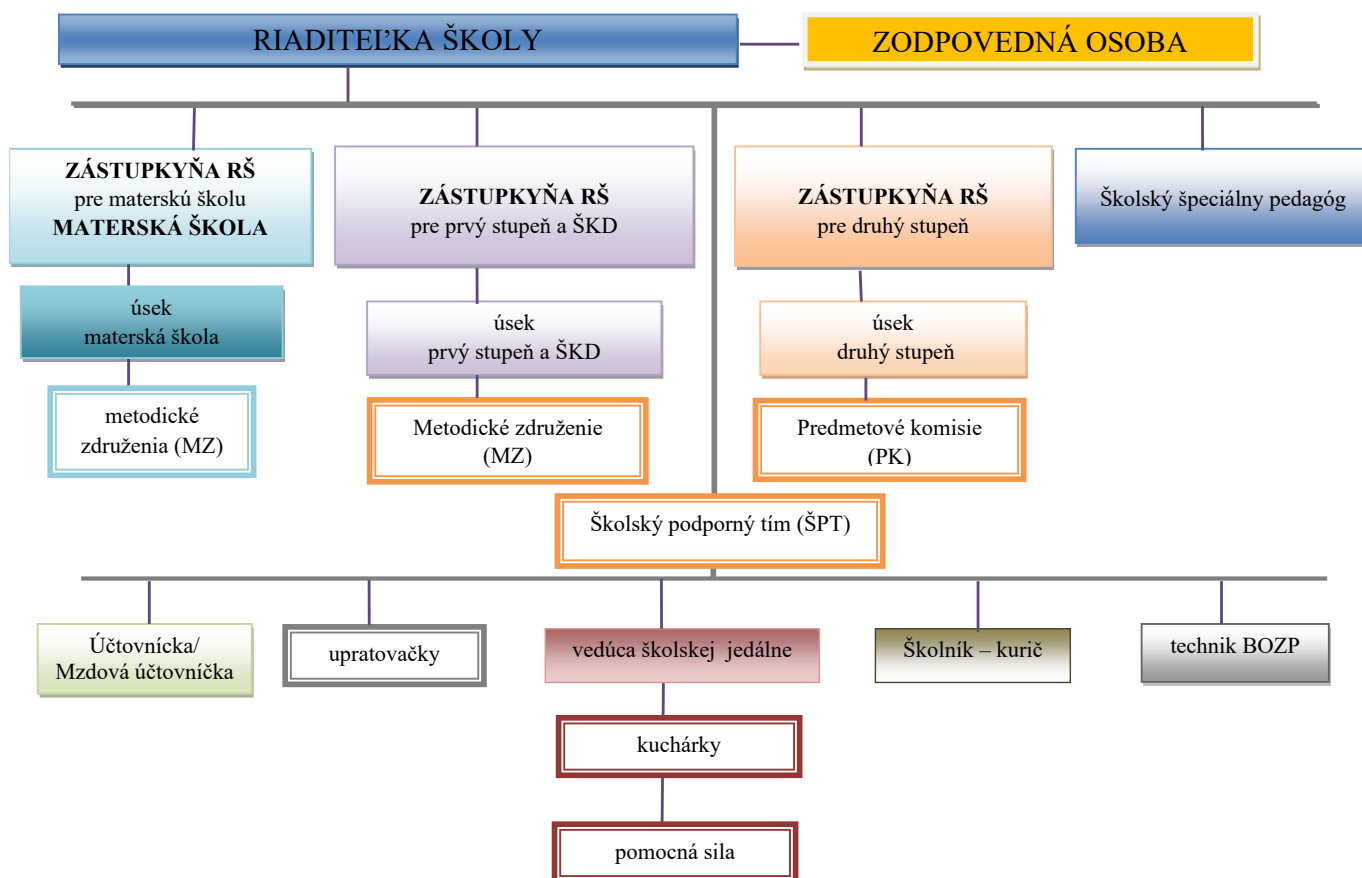 RIADITEĽKA ŠKOLY
ZODPOVEDNÁ OSOBA
ZÁSTUPKYŇA RŠ
pre materskú školu
MATERSKÁ ŠKOLA
ZÁSTUPKYŇA RŠ
pre prvý stupeň a ŠKD
ZÁSTUPKYŇA RŠ
pre druhý stupeň
Školský špeciálny pedagóg
úsek
materská škola
úsek
prvý stupeň a ŠKD
úsek
druhý stupeň
metodické
združenia (MZ)
Metodické združenie
(MZ)
Predmetové komisie
(PK)
Školský podporný tím (ŠPT)
Účtovnícka/
Mzdová účtovníčka
upratovačky
vedúca školskej jedálne
Školník – kurič
technik BOZP
kuchárky
pomocná sila